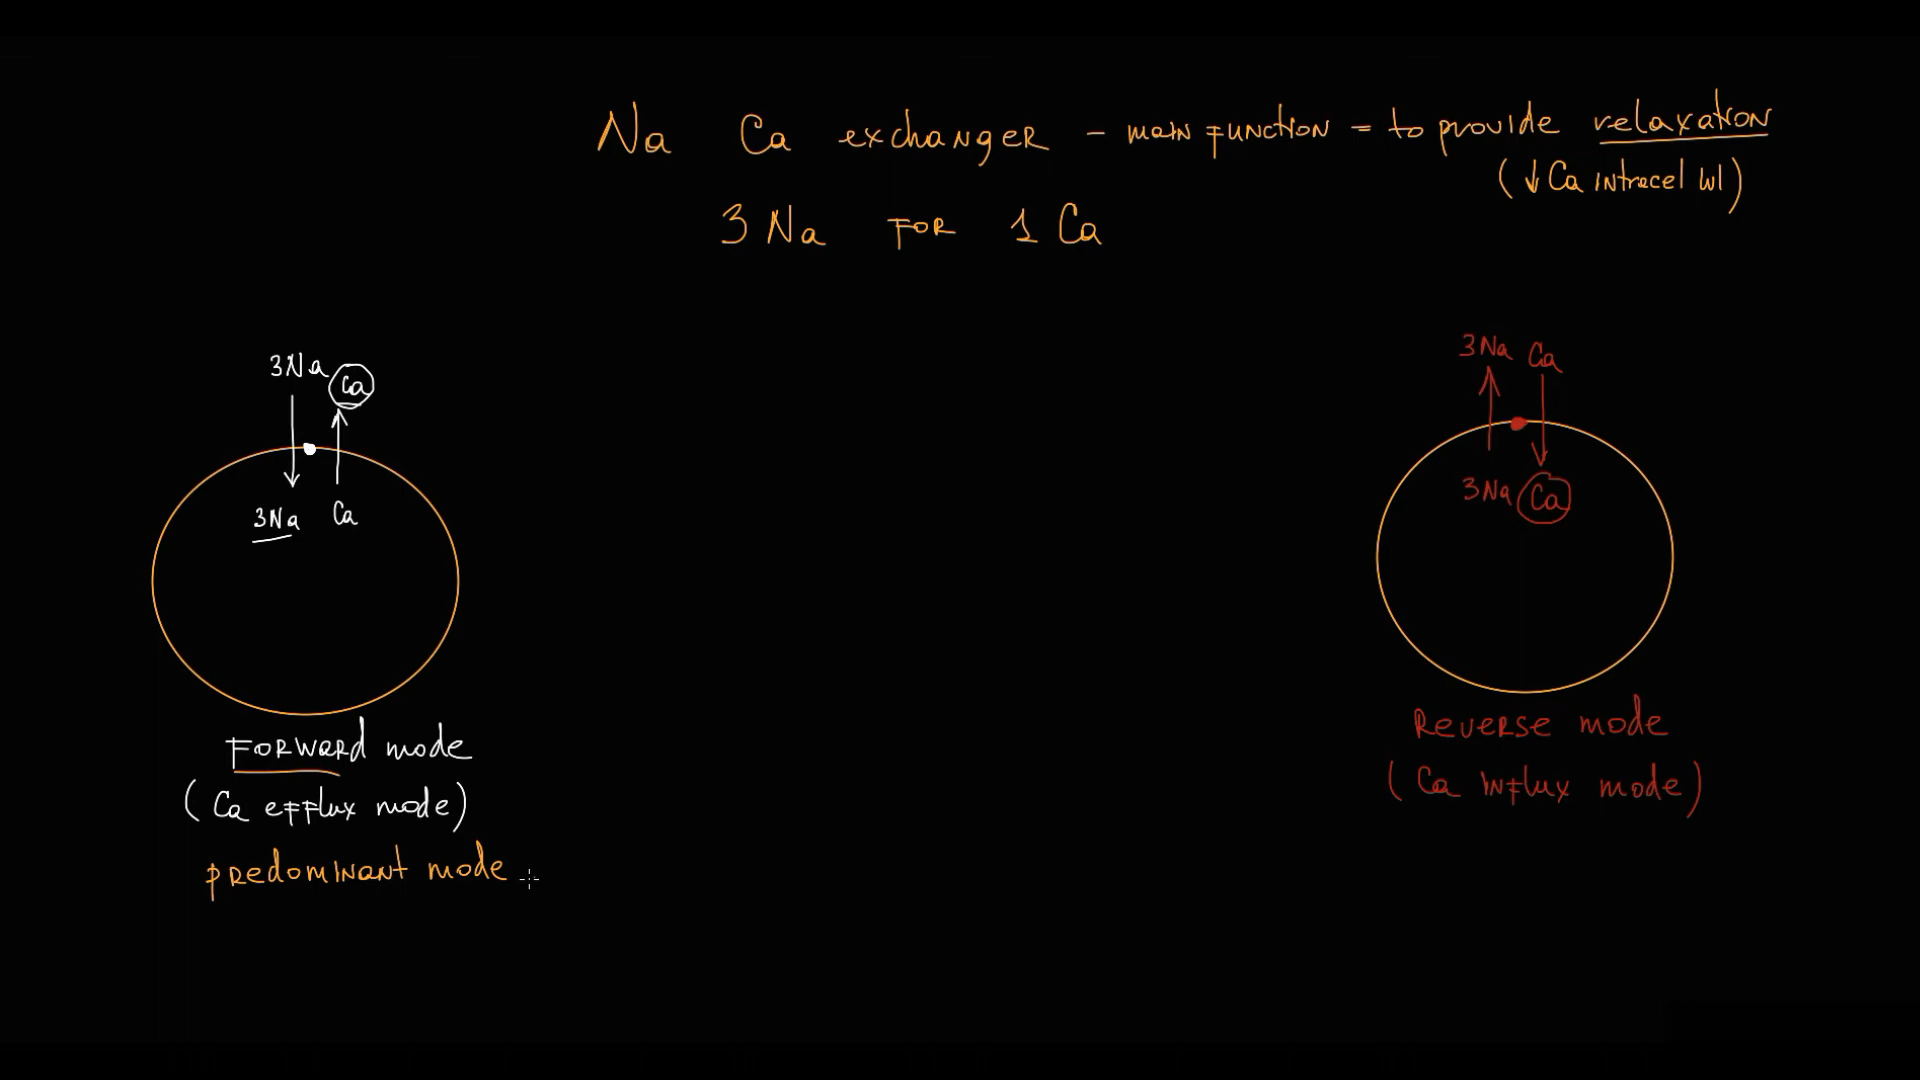 Na Ca exchanger - main function = to provide relaxation
(↓ Ca intracel lvl)
3 Na for 1 Ca
3Na Ca
3Na Ca
Forward mode
(Ca efflux mode)
predominant mode
3Na Ca
3Na Ca
Reverse mode
(Ca influx mode)